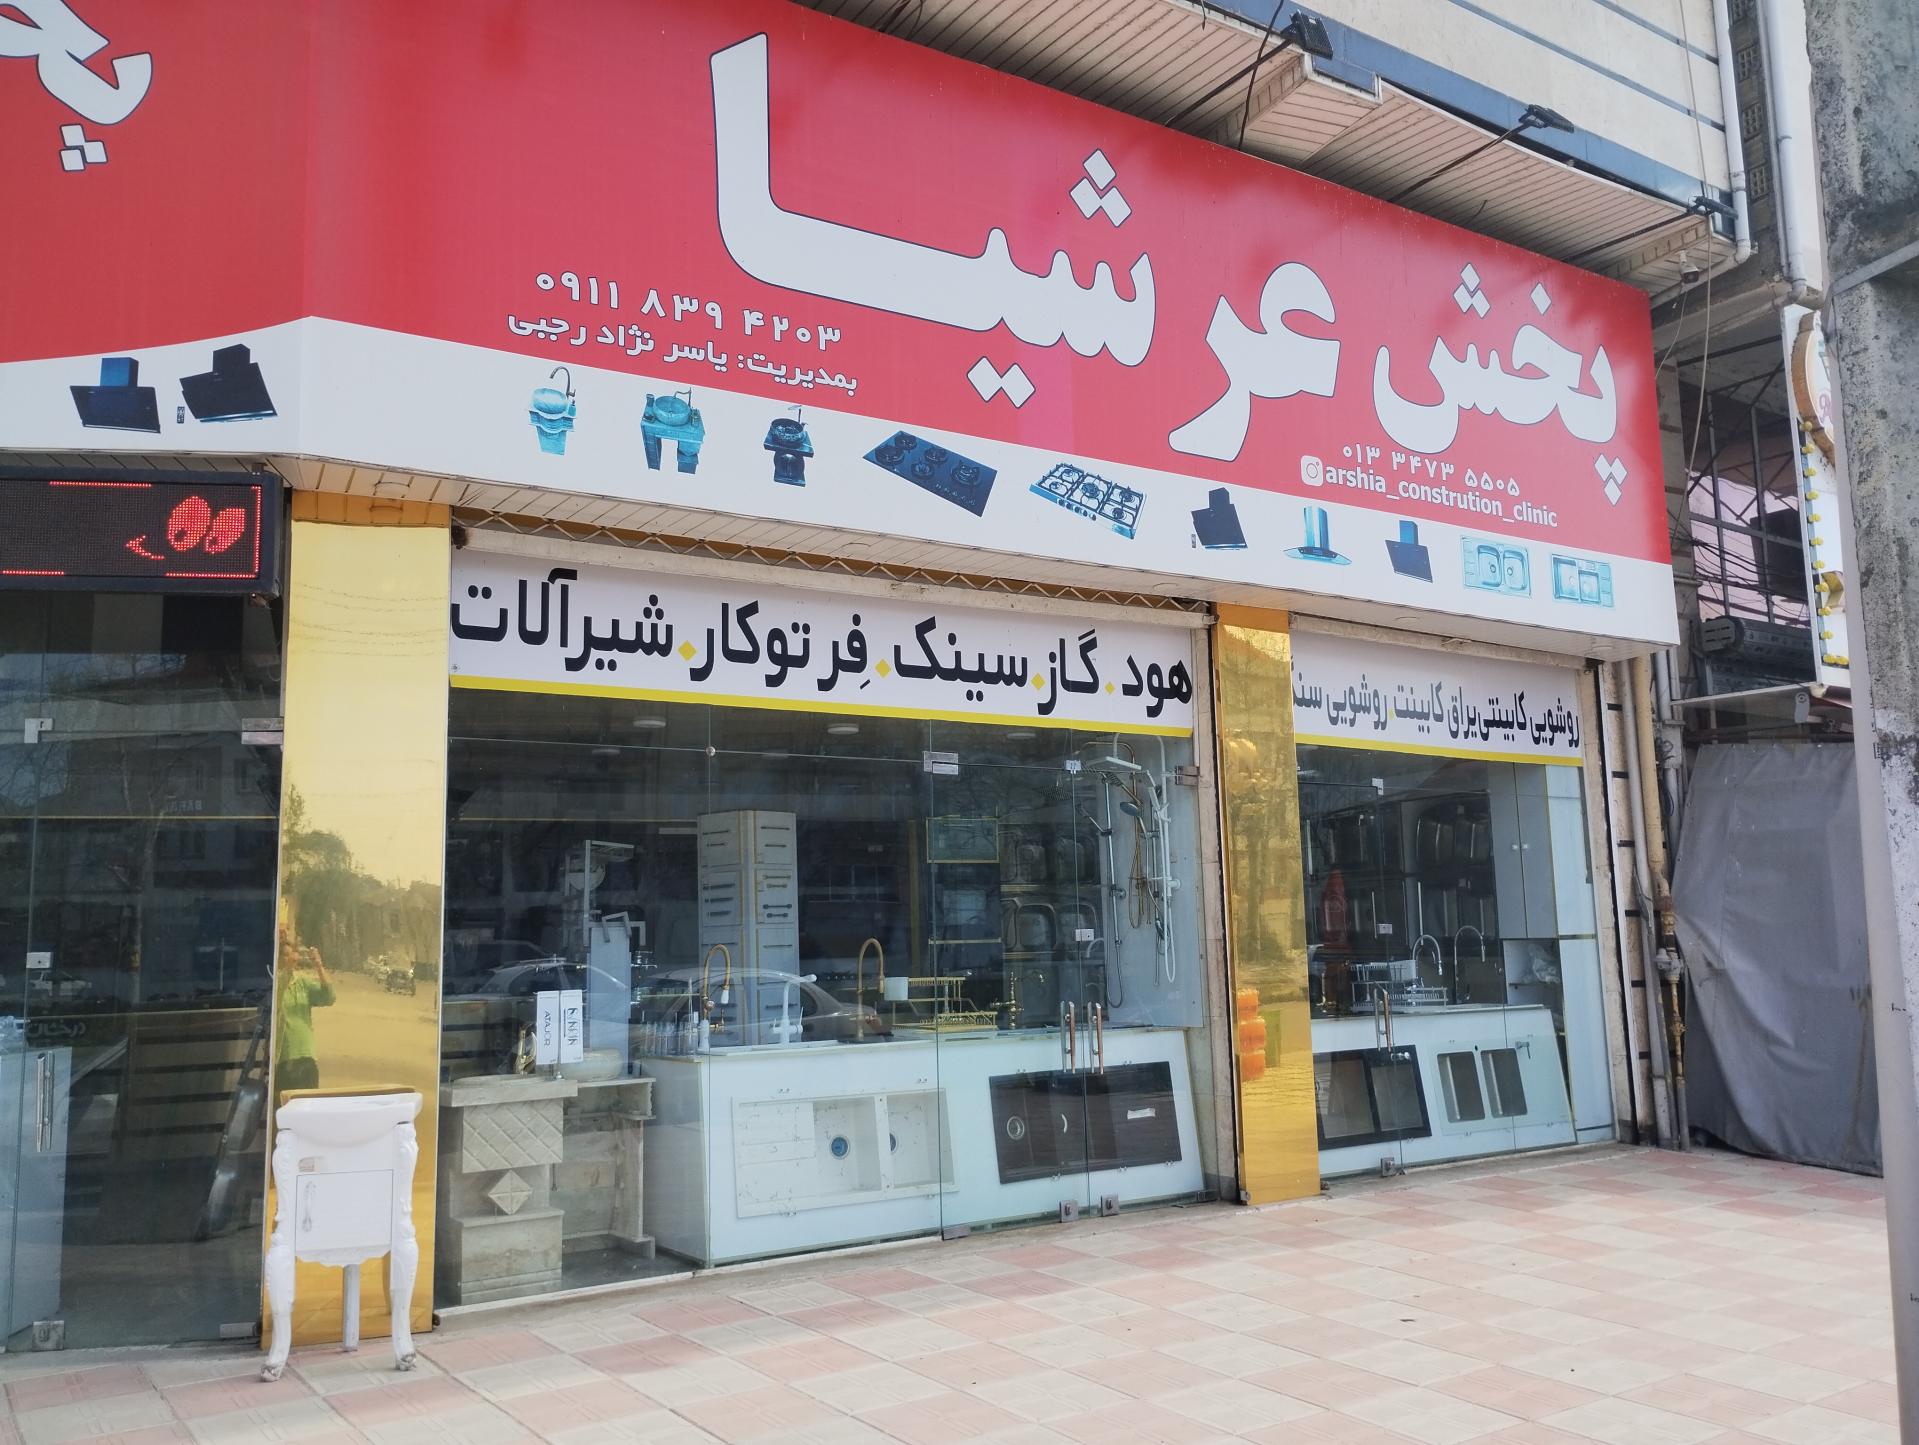 پخش عرشیا
۰۹۱۱ ۸۳۹ ۴۲۰۳
بمدیریت: یاسر نژاد رجبی
۰۱۳ ۳۴۷۳ ۵۵۰۵
arshia_constrution_clinic
هود. گاز. سینک. فِر توکار. شیرآلات
روشویی کابینتی یراق کابینت. روشویی سنگ